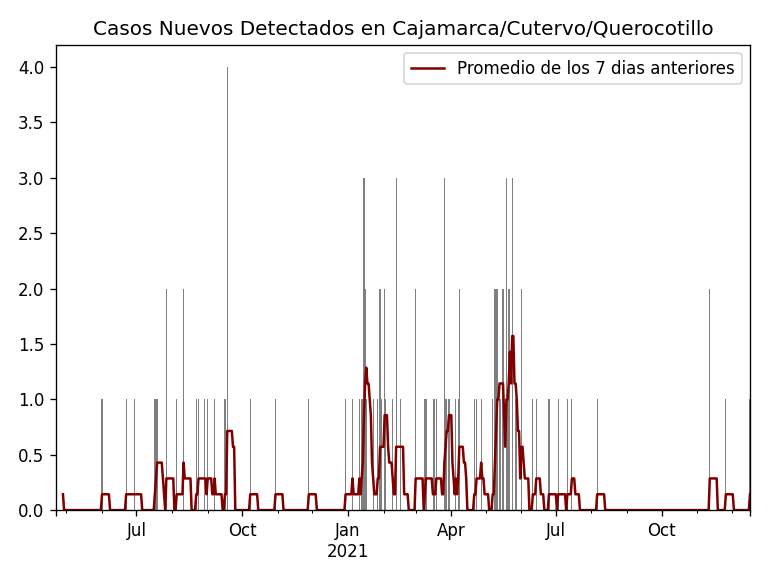 Casos Nuevos Detectados en Cajamarca/Cutervo/Querocotillo
Promedio de los 7 dias anteriores
4.0
3.5
3.0
2.5
2.0
1.5
1.0
0.5
0.0
Jul
Oct
Jan
2021
Apr
Jul
Oct